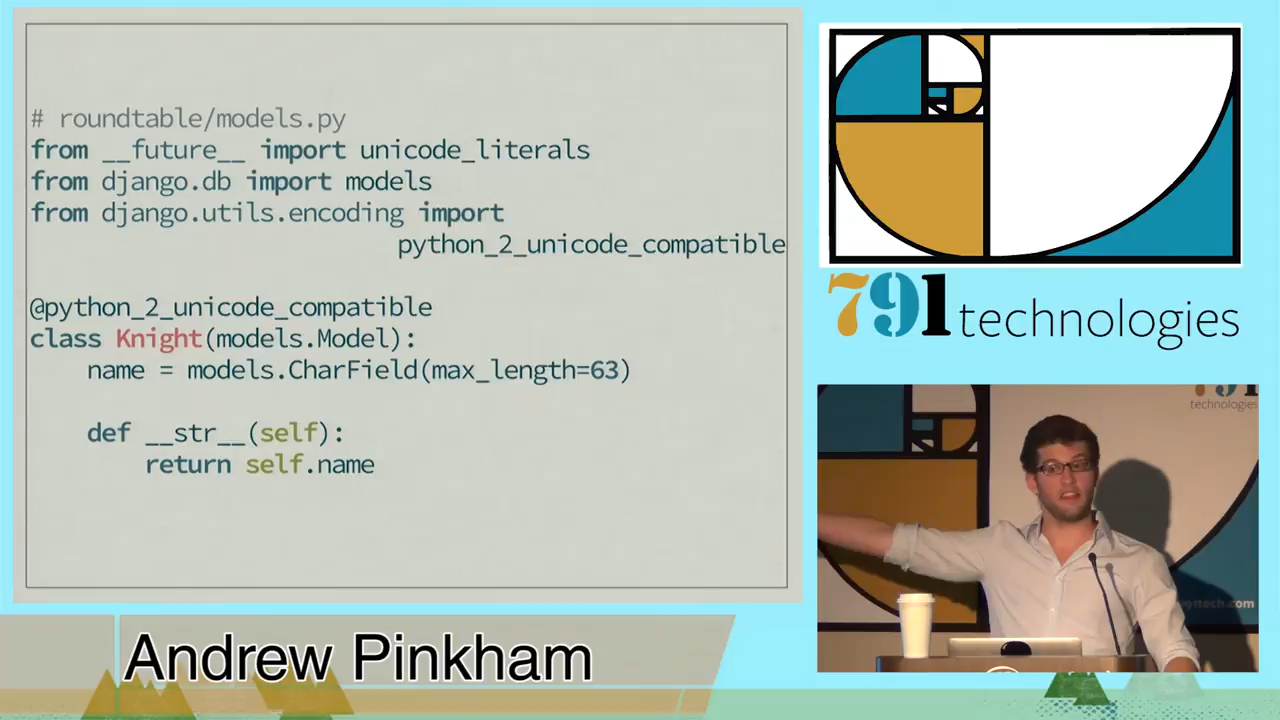 # roundtable/models.py
from __future__ import unicode_literals
from django.db import models
from django.utils.encoding import
python_2_unicode_compatible
@python_2_unicode_compatible
class Knight(models.Model):
name = models.CharField(max_length=63)
def __str__(self):
return self.name
791 technologies
791
technologies
Andrew Pinkham